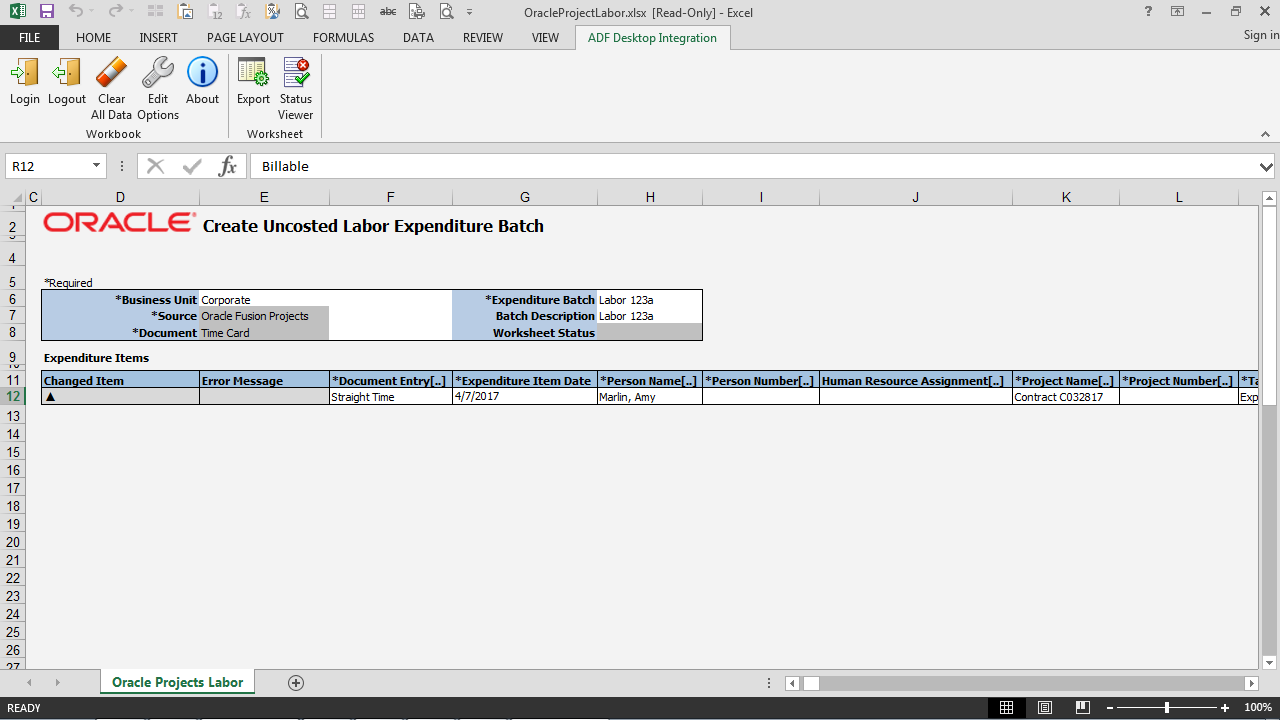 OracleProjectLabor.xlsx [Read-Only] - Excel
FILE HOME INSERT PAGE LAYOUT FORMULAS DATA REVIEW VIEW ADF Desktop Integration Sign in
Login Logout Clear All Data Edit Options About Export Status Viewer
Workbook Worksheet
R12 fx Billable
C D E F G H I J K L
ORACLE Create Uncosted Labor Expenditure Batch
*Required
*Business Unit Corporate *Expenditure Batch Labor 123a
*Source Oracle Fusion Projects Batch Description Labor 123a
*Document Time Card Worksheet Status
Expenditure Items
Changed Item Error Message *Document Entry[..] *Expenditure Item Date *Person Name[..] *Person Number[..] Human Resource Assignment[..] *Project Name[..] *Project Number[..] *Ta
▲ Straight Time 4/7/2017 Marlin, Amy Contract C032817 Exp
2
4
5
6
7
8
9
11
12
13
14
15
16
17
18
19
20
21
22
23
24
25
26
27
Oracle Projects Labor
READY 100%